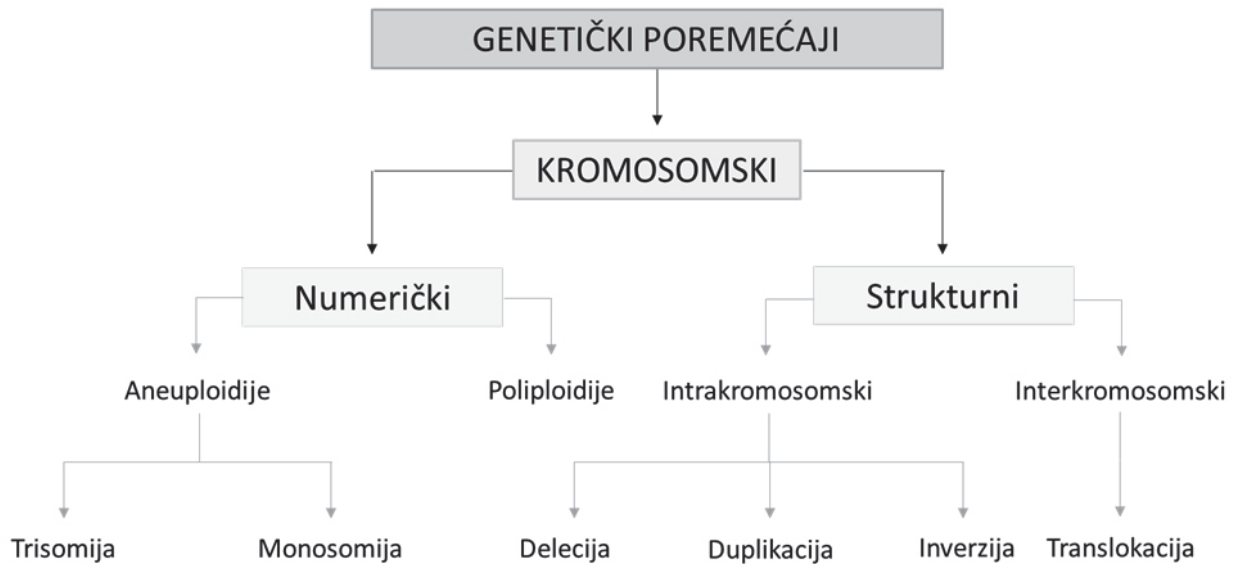 GENETIČKI POREMEĆAJI
KROMOSOMSKI
Numerički
Strukturni
Aneuploidije
Poliploidije
Intrakromosomski
Interkromosomski
Trisomija
Monosomija
Delecija
Duplikacija
Inverzija
Translokacija